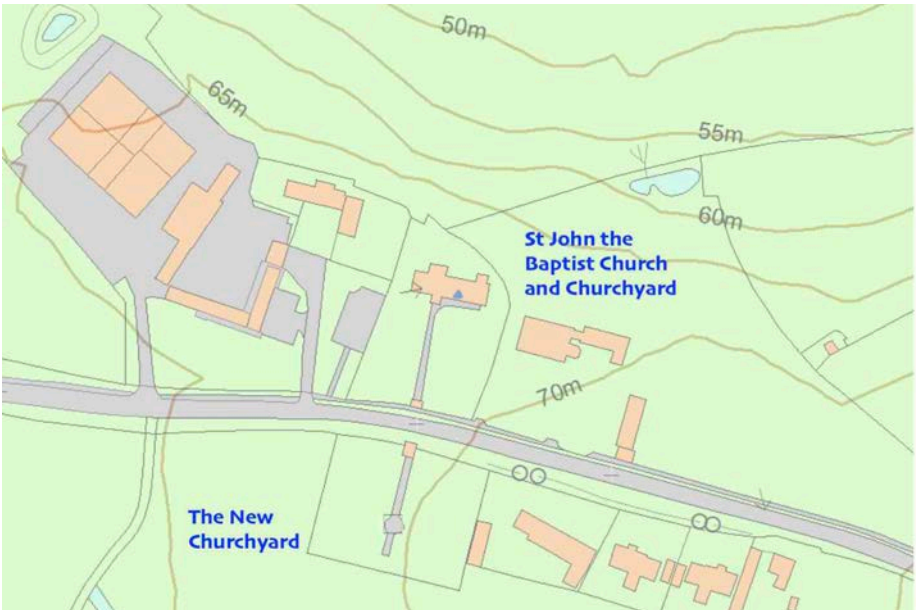 50m
65m
55m
60m
St John the
Baptist Church
and Churchyard
70m
The New
Churchyard